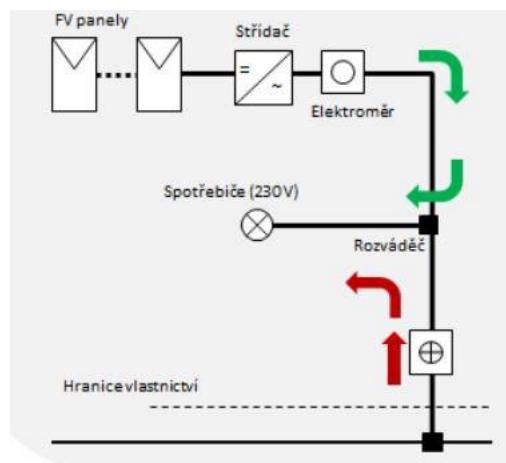 FV panely
Střídač
=
~
Elektroměr
Spotřebiče (230V)
Rozváděč
Hranice vlastnictví